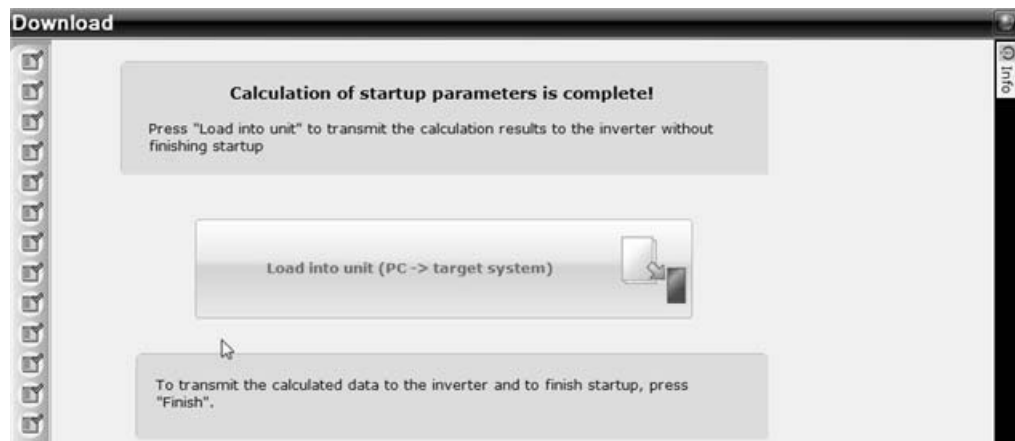 Download
Info
Calculation of startup parameters is complete!
Press "Load into unit" to transmit the calculation results to the inverter without
finishing startup
Load into unit (PC -> target system)
To transmit the calculated data to the inverter and to finish startup, press
"Finish".